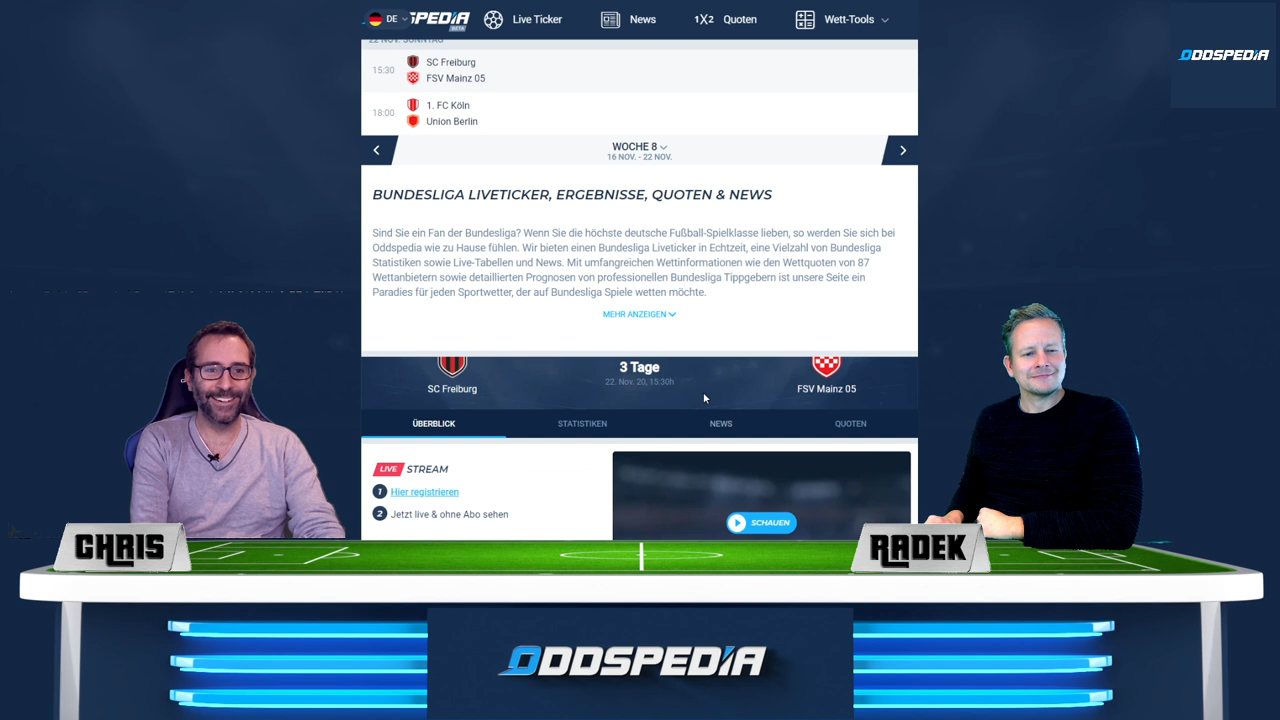 DE
SPEDIA
BETA
Live Ticker
News
1X2 Quoten
Wett-Tools
ODDSPEDIA
22 NOV. SONNTAG
15:30
SC Freiburg
FSV Mainz 05
18:00
1. FC Köln
Union Berlin
WOCHE 8
16 NOV. - 22 NOV.
BUNDESLIGA LIVETICKER, ERGEBNISSE, QUOTEN & NEWS
Sind Sie ein Fan der Bundesliga? Wenn Sie die höchste deutsche Fußball-Spielklasse lieben, so werden Sie sich bei
Oddspedia wie zu Hause fühlen. Wir bieten einen Bundesliga Liveticker in Echtzeit, eine Vielzahl von Bundesliga
Statistiken sowie Live-Tabellen und News. Mit umfangreichen Wettinformationen wie den Wettquoten von 87
Wettanbietern sowie detaillierten Prognosen von professionellen Bundesliga Tippgebern ist unsere Seite ein
Paradies für jeden Sportwetter, der auf Bundesliga Spiele wetten möchte.
MEHR ANZEIGEN
3 Tage
22. Nov. 20, 15:30h
SC Freiburg
FSV Mainz 05
ÜBERBLICK
STATISTIKEN
NEWS
QUOTEN
LIVE STREAM
1 Hier registrieren
2 Jetzt live & ohne Abo sehen
SCHAUEN
CHRIS
RADEK
ODDSPEDIA